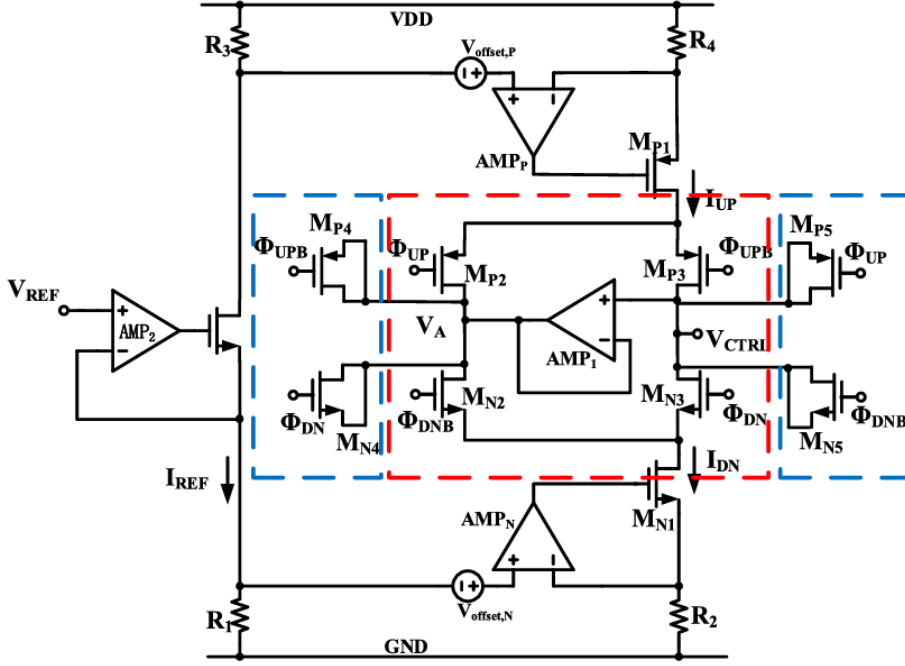 VDD
R3
Voffset,P
R4
+
−
AMPP
MP1
IUP
MP4
ΦUPB
ΦUP
MP2
ΦUPB
MP3
MP5
ΦUP
VREF
+
−
AMP2
VA
+
−
AMP1
VCTRL
ΦDN
MN4
MN2
ΦDNB
MN3
ΦDN
ΦDNB
MN5
IREF
IDN
AMPN
MN1
+
−
Voffset,N
R1
R2
GND